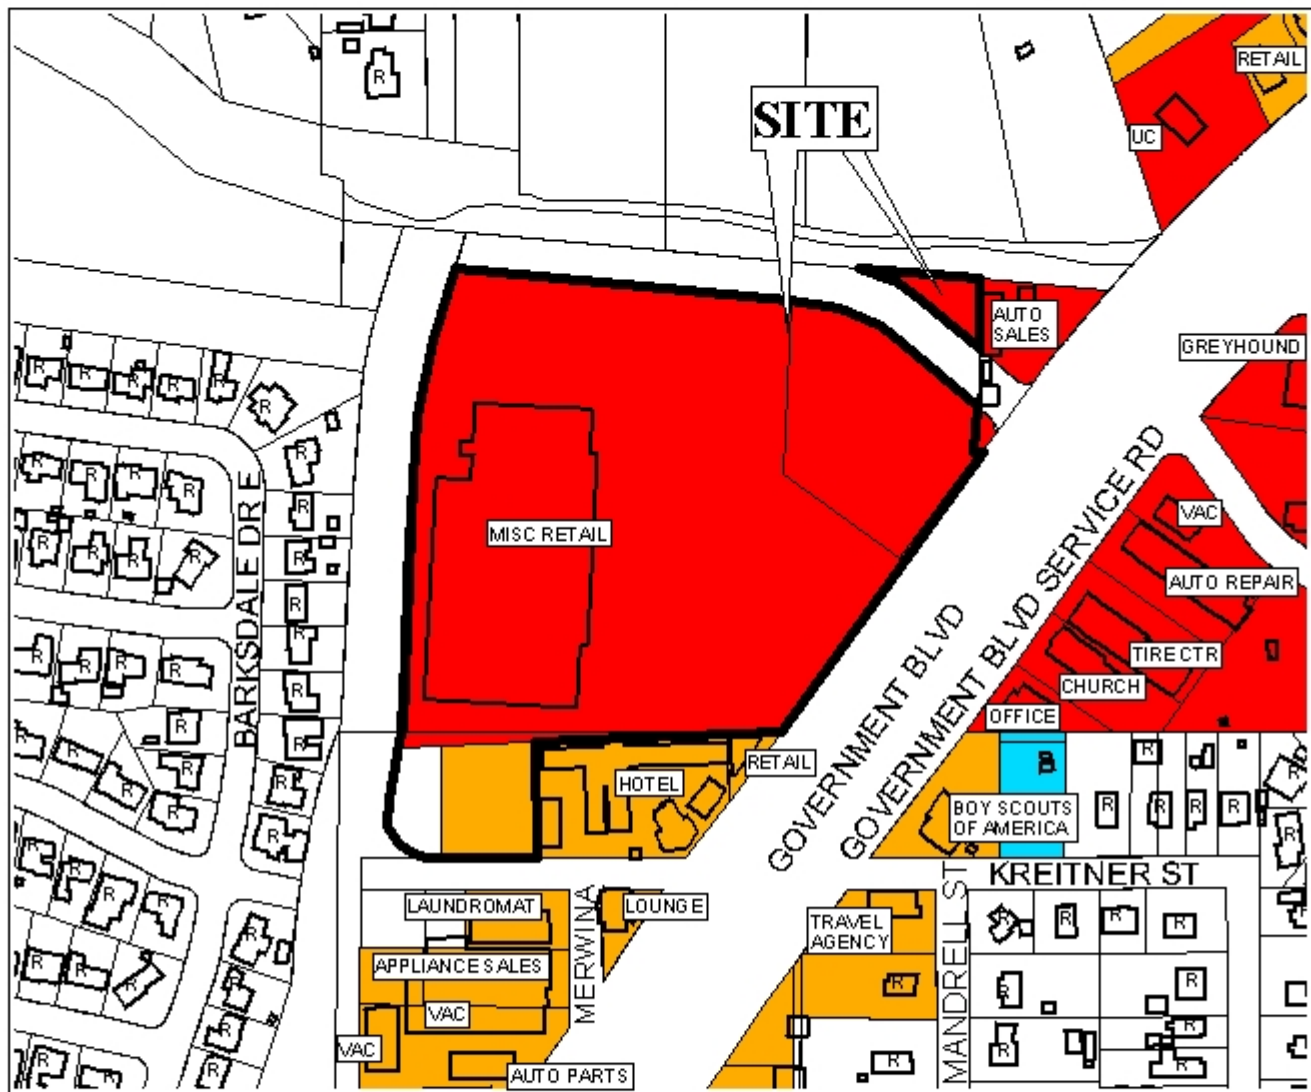 R
RETAIL
SITE
UC
AUTO
SALES
GREYHOUND
R R R R R R
R
R R R R
VAC
R
MISC RETAIL
R R R R
R
AUTO REPAIR
BARKSDALE DR E
R
R
GOVERNMENT BLVD
GOVERNMENT BLVD SERVICE RD
TIRE CTR
R R R R
R
CHURCH
OFFICE
R
R
R R
R
RETAIL
HOTEL
R
R R
R
R
BOY SCOUTS
OF AMERICA
R R R R
R
R
KREITNER ST
R R R R
R
LAUNDROMAT
LOUNGE
TRAVEL
AGENCY
MANDRELL ST
R R R R
R
MERWINA
APPLIANCE SALES
R R R
R
R
R R
VAC
R
VAC
R
R
R
R R
R
R
AUTO PARTS